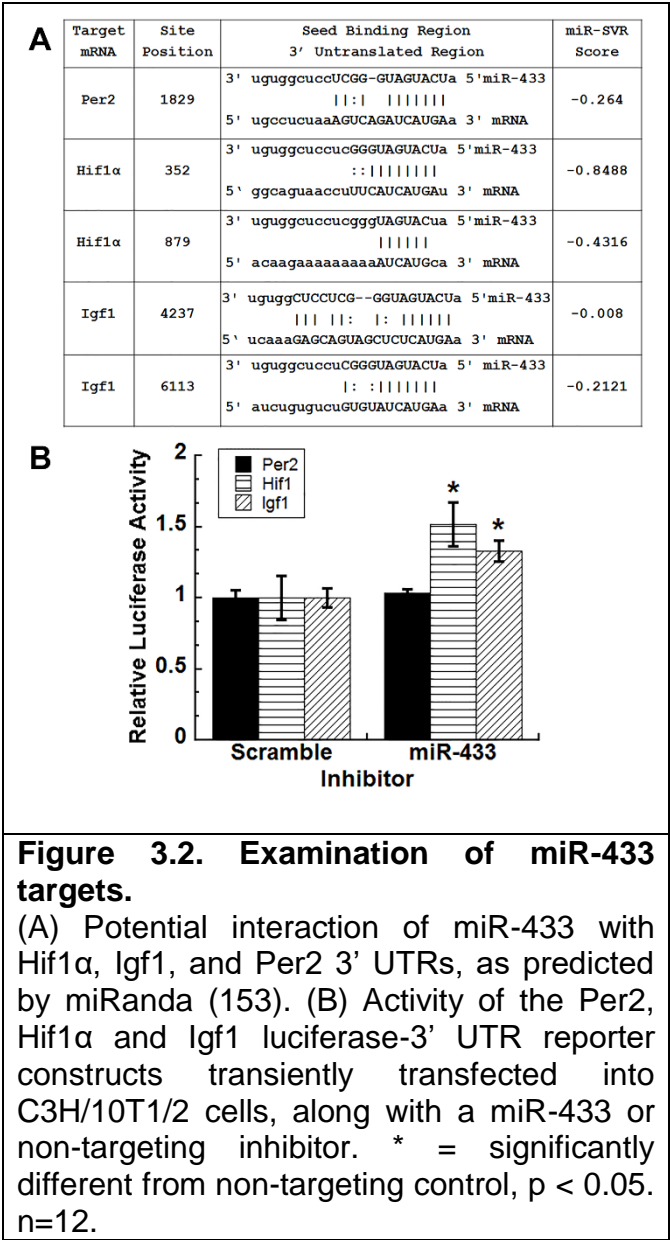 A
Target Site Seed Binding Region miR-SVR
mRNA Position 3' Untranslated Region Score
3' uguggcuccUCGG-GUAGUACUa 5'miR-433
Per2 1829 ||:| ||||||| -0.264
5' ugccucuaaAGUCAGAUCAUGAa 3' mRNA
3' uguggcuccucGGGUAGUACUa 5'miR-433
Hif1α 352 ::|||||||| -0.8488
5' ggcaguaaccuUUCAUCAUGAu 3' mRNA
3' uguggcuccucgggUAGUACua 5'miR-433
Hif1α 879 |||||| -0.4316
5' acaagaaaaaaaaaAUCAUGca 3' mRNA
3' uguggCUCCUCG--GGUAGUACUa 5'miR-433
Igf1 4237 ||| ||: |: |||||| -0.008
5' ucaaaGAGCAGUAGCUCUCAUGAa 3' mRNA
3' uguggcuccuCGGGUAGUACUa 5' miR-433
Igf1 6113 |: :||||||| -0.2121
5' aucugugucuGUGUAUCAUGAa 3' mRNA
B
Relative Luciferase Activity
2
1.5
1
0.5
0
Per2
Hif1
Igf1
* *
Scramble miR-433
Inhibitor
Figure 3.2. Examination of miR-433
targets.
(A) Potential interaction of miR-433 with
Hif1α, Igf1, and Per2 3' UTRs, as predicted
by miRanda (153). (B) Activity of the Per2,
Hif1α and Igf1 luciferase-3' UTR reporter
constructs transiently transfected into
C3H/10T1/2 cells, along with a miR-433 or
non-targeting inhibitor. * = significantly
different from non-targeting control, p < 0.05.
n=12.